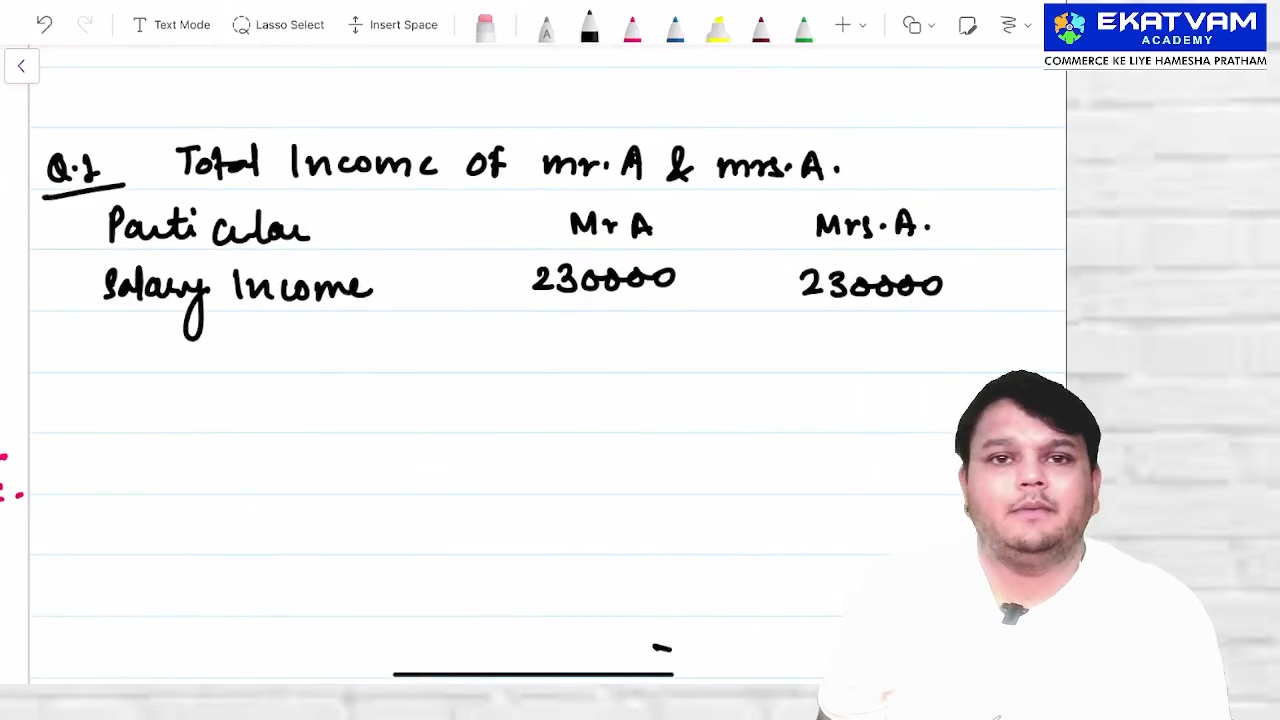 Text Mode Lasso Select Insert Space
EKATVAM
ACADEMY
COMMERCE KE LIYE HAMESHA PRATHAM
Q.1 Total Income of mr. A & mrs. A.
Particular Mr A Mrs. A.
Salary Income 230000 230000